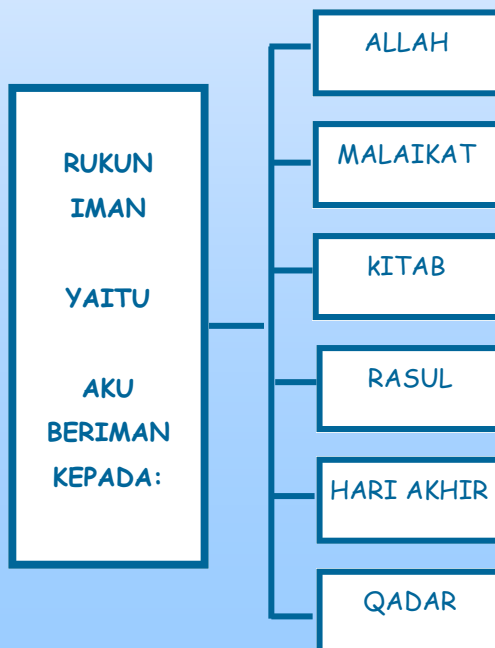 RUKUN
IMAN
YAITU
AKU
BERIMAN
KEPADA:
ALLAH
MALAIKAT
kITAB
RASUL
HARI AKHIR
QADAR